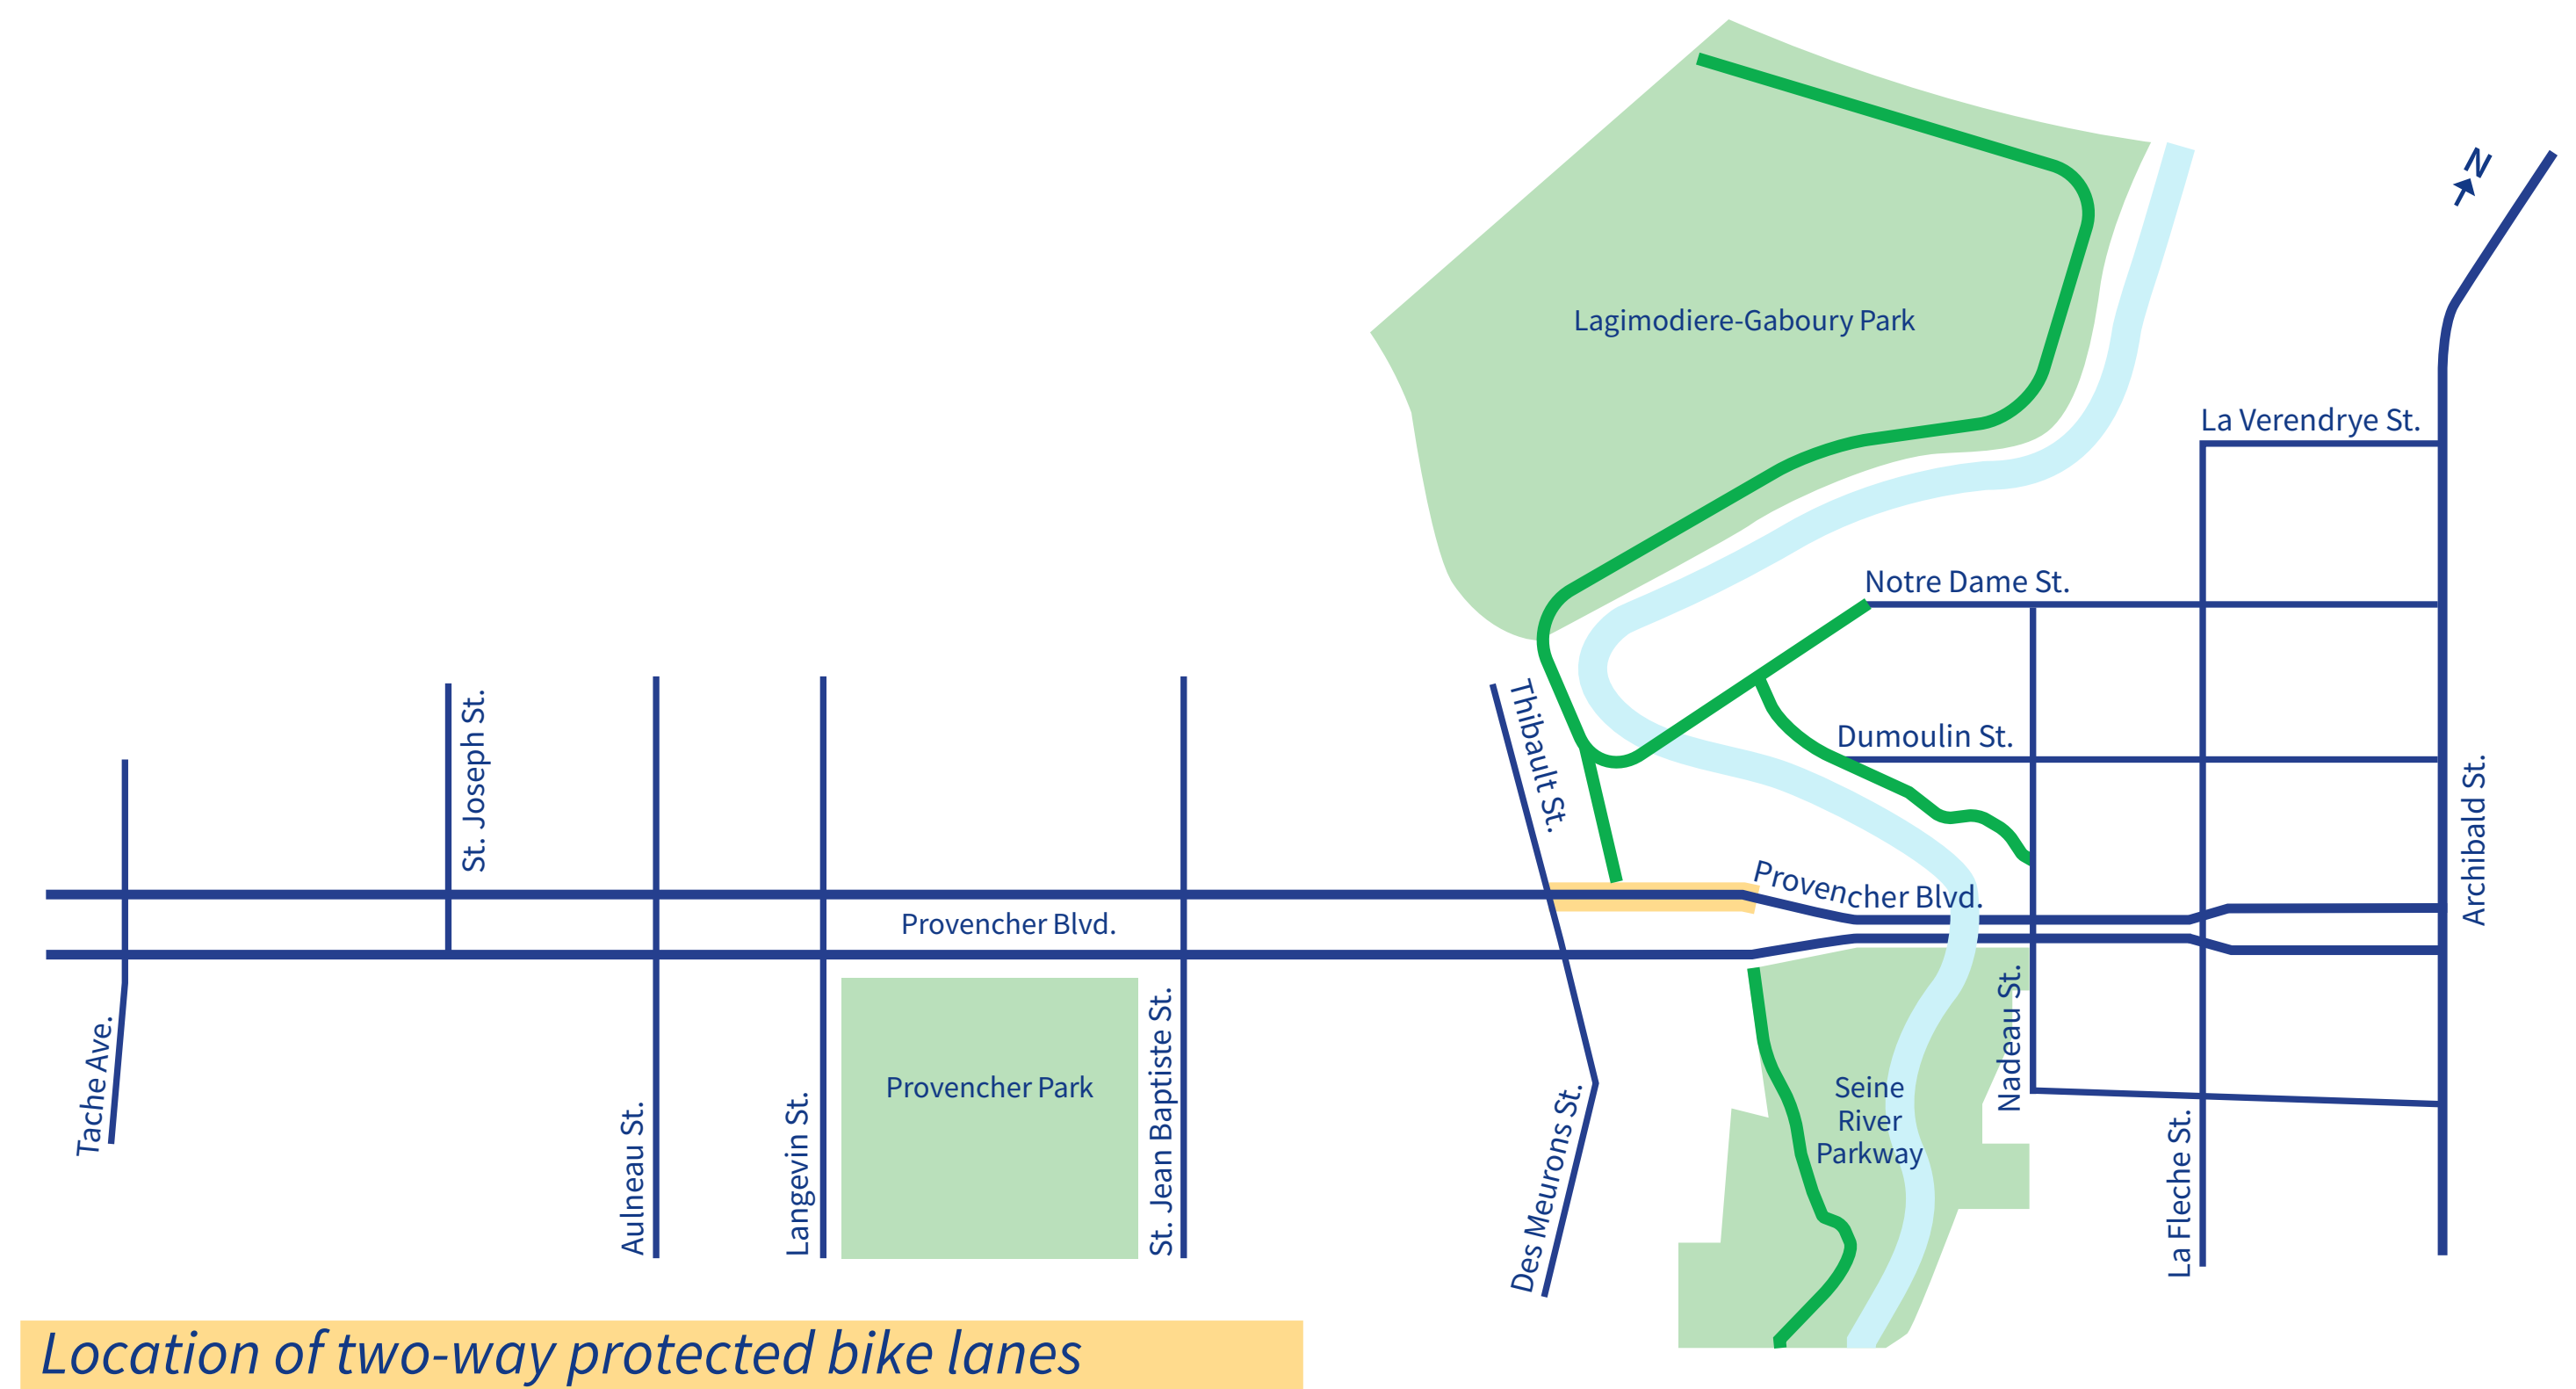 N
Lagimodiere-Gaboury Park
La Verendrye St.
Notre Dame St.
Thibault St.
St. Joseph St.
Dumoulin St.
Archibald St.
Provencher Blvd.
Provencher Blvd.
Tache Ave.
Aulneau St.
Langevin St.
Provencher Park
St. Jean Baptiste St.
Des Meurons St.
Seine
River
Parkway
Nadeau St.
La Fleche St.
Location of two-way protected bike lanes